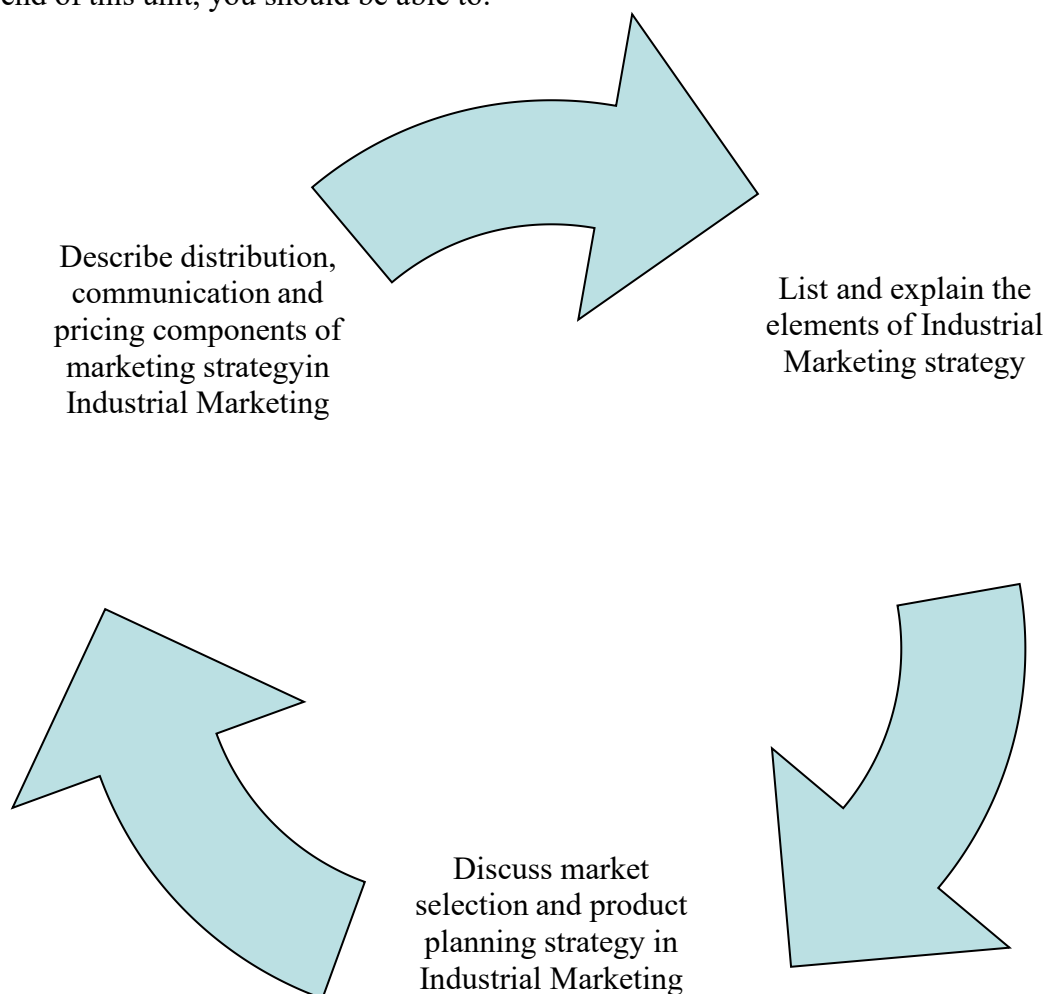 end of this unit, you should be able to:
Describe distribution,
communication and
pricing components of
marketing strategyin
Industrial Marketing
List and explain the
elements of Industrial
Marketing strategy
Discuss market
selection and product
planning strategy in
Industrial Marketing